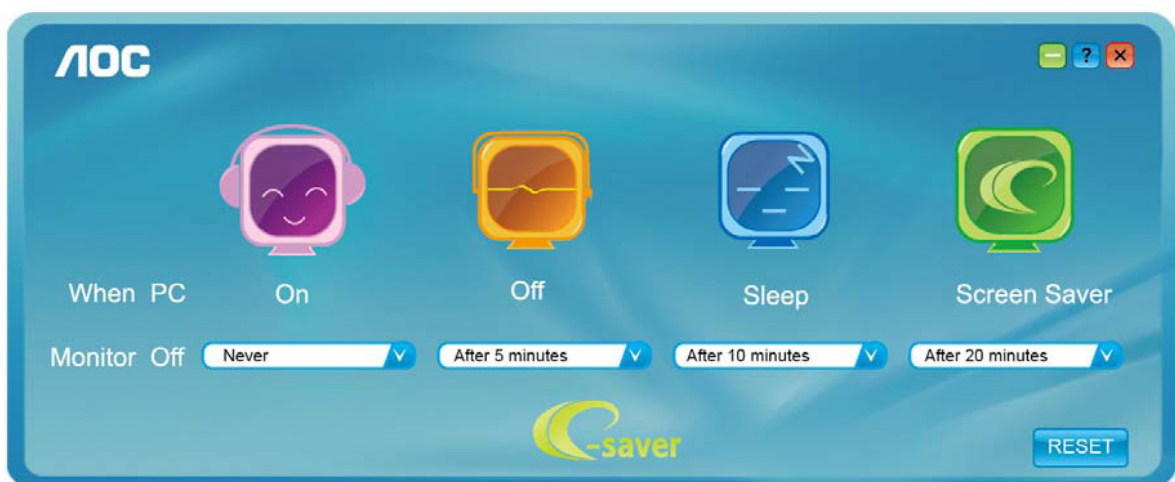 AOC
?
When PC On Off Sleep Screen Saver
Monitor Off Never After 5 minutes After 10 minutes After 20 minutes
e-saver
RESET